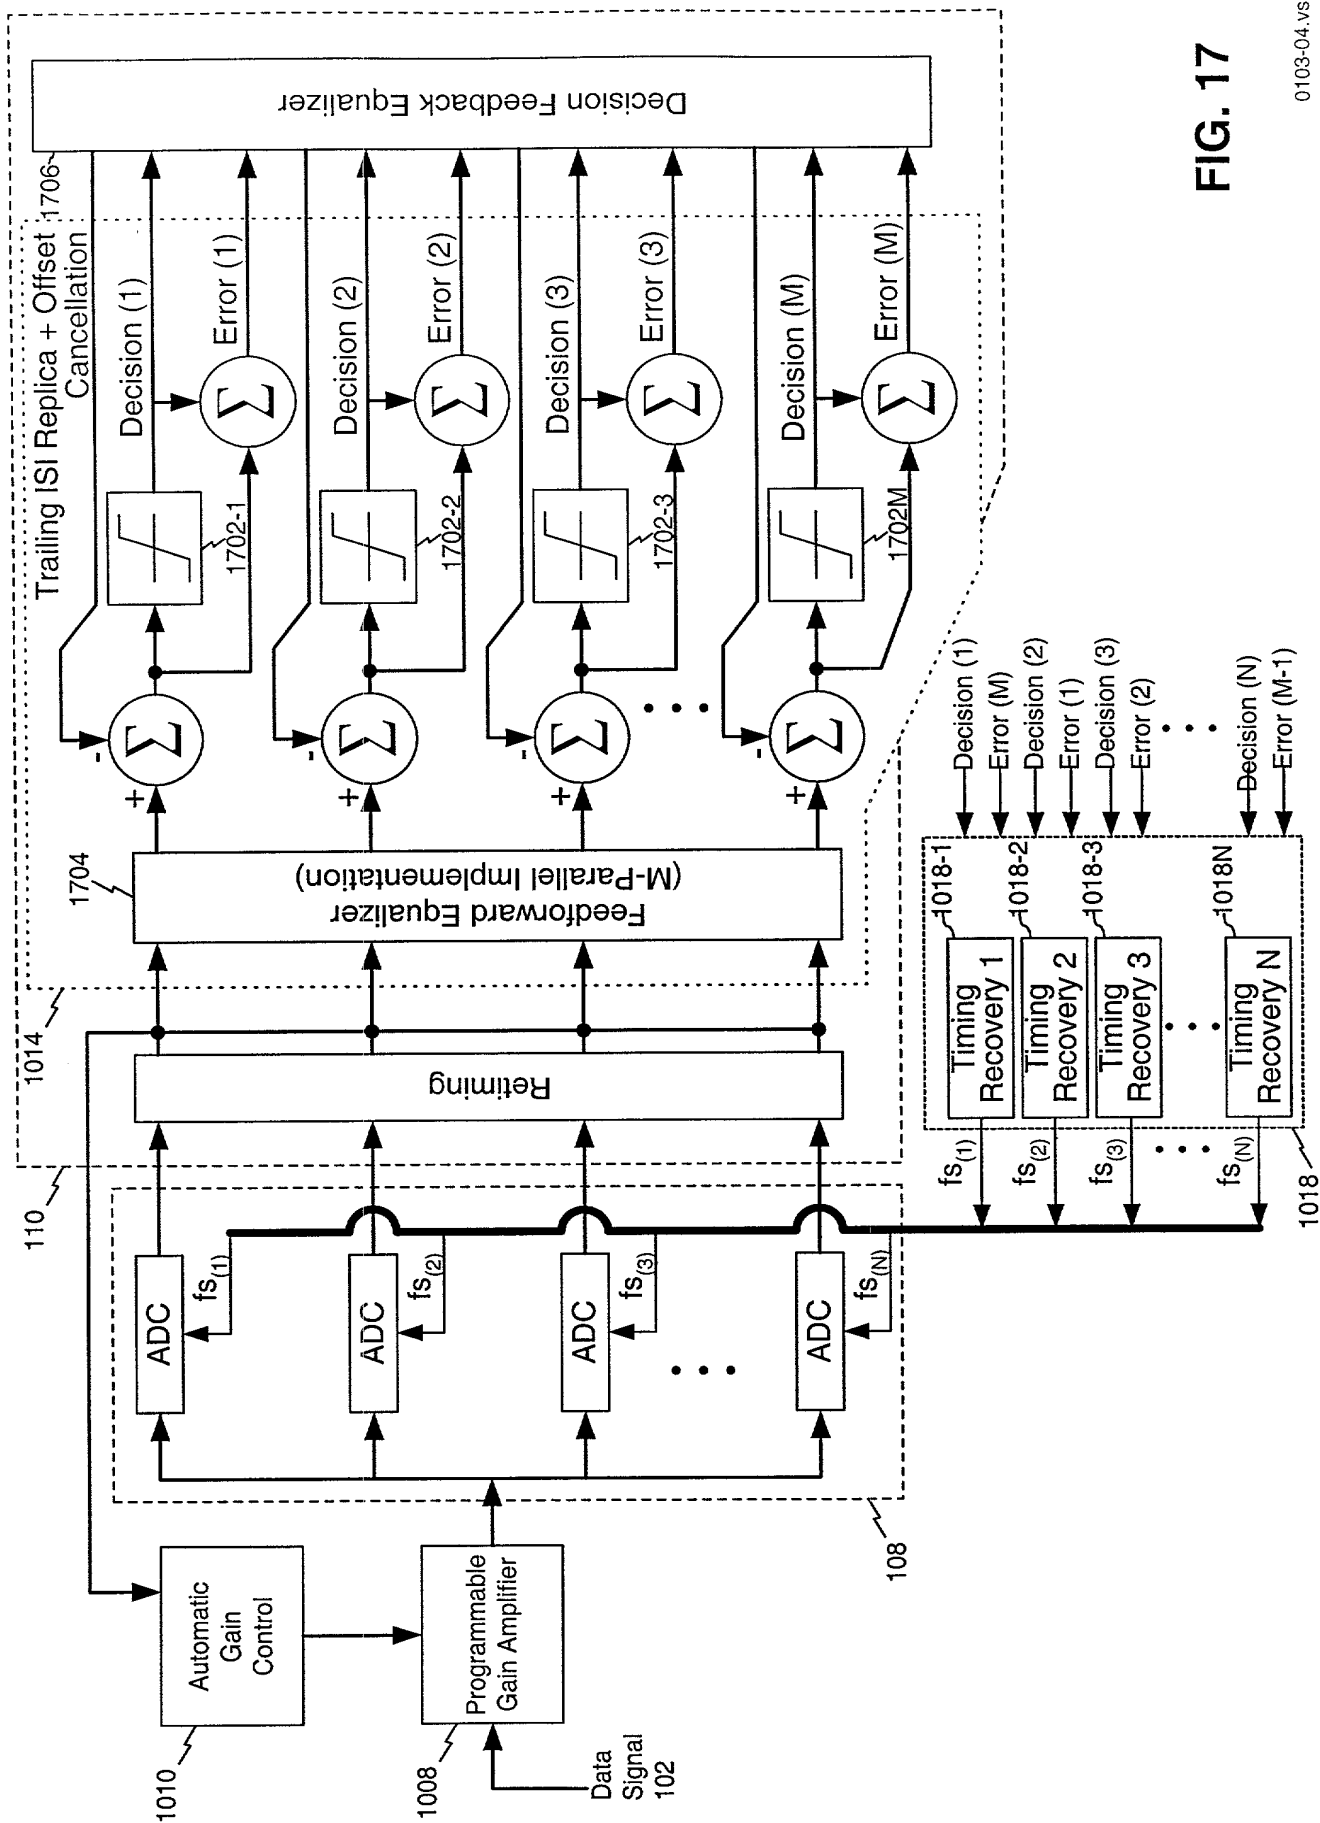 Trailing ISI Replica + Offset
Cancellation
1706
Decision Feedback Equalizer
Decision (1)
Error (1)
Decision (2)
Error (2)
Decision (3)
Error (3)
Decision (M)
Error (M)
1702-1
1702-2
1702-3
1702M
Σ
Σ
Σ
Σ
Σ
Σ
Σ
Σ
+
-
+
-
+
-
+
-
1704
Feedforward Equalizer
(M-Parallel Implementation)
1014
Retiming
110
ADC
fs(1)
ADC
fs(2)
ADC
fs(3)
ADC
fs(N)
108
Automatic
Gain
Control
1010
Programmable
Gain Amplifier
1008
Data
Signal
102
Decision (1)
Error (M)
Decision (2)
Error (1)
Decision (3)
Error (2)
Decision (N)
Error (M-1)
1018-1
1018-2
1018-3
1018N
Timing
Recovery 1
Timing
Recovery 2
Timing
Recovery 3
Timing
Recovery N
fs(1)
fs(2)
fs(3)
fs(N)
1018
FIG. 17
0103-04.vs